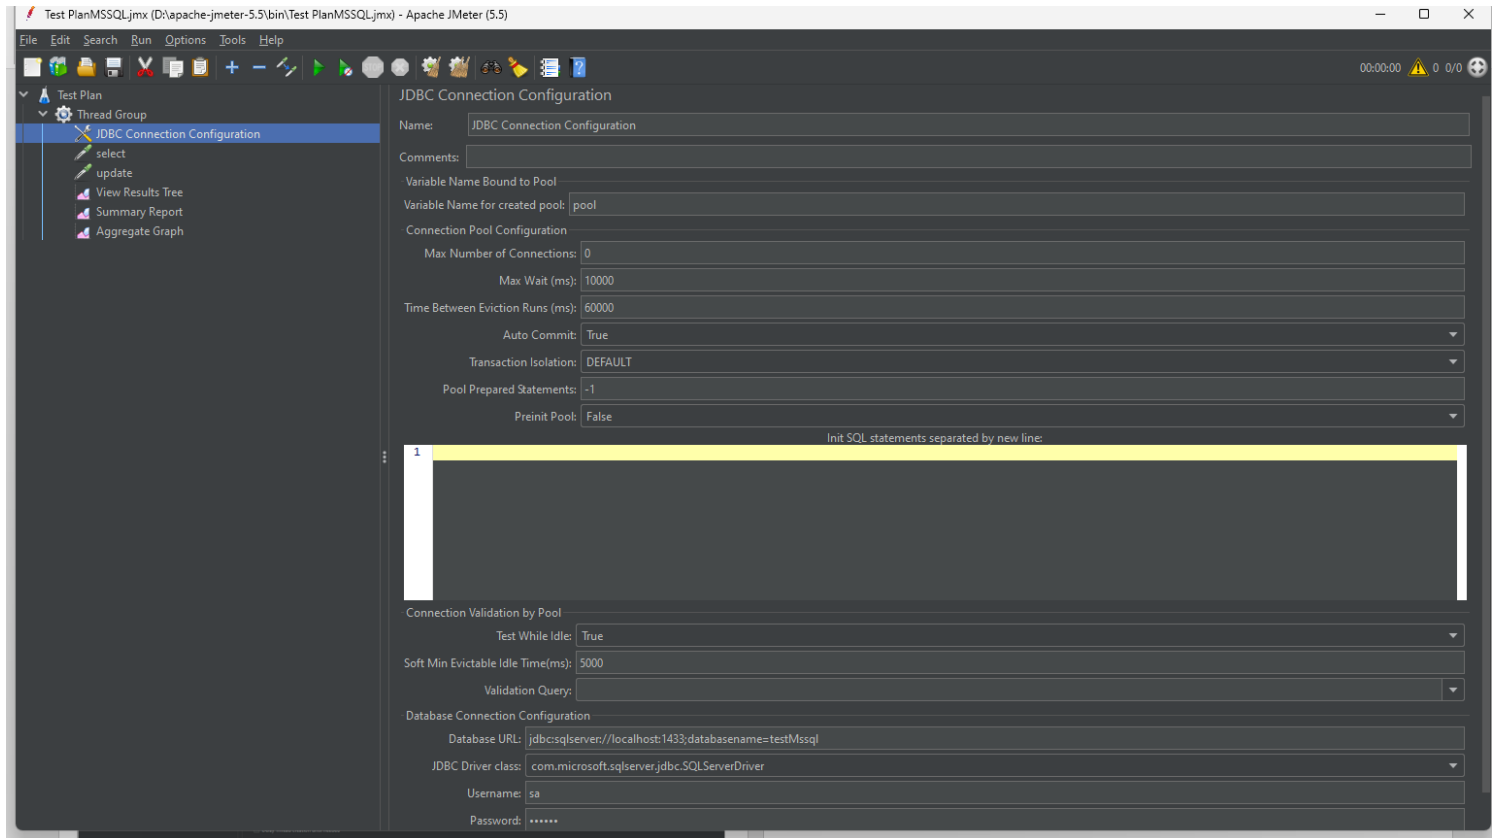 Test PlanMSSQL.jmx (D:\apache-jmeter-5.5\bin\Test PlanMSSQL.jmx) - Apache JMeter (5.5)
File Edit Search Run Options Tools Help
00:00:00 0 0/0
Test Plan
Thread Group
JDBC Connection Configuration
select
update
View Results Tree
Summary Report
Aggregate Graph
JDBC Connection Configuration
Name: JDBC Connection Configuration
Comments:
Variable Name Bound to Pool
Variable Name for created pool: pool
Connection Pool Configuration
Max Number of Connections: 0
Max Wait (ms): 10000
Time Between Eviction Runs (ms): 60000
Auto Commit: True
Transaction Isolation: DEFAULT
Pool Prepared Statements: -1
Preinit Pool: False
Init SQL statements separated by new line:
1
Connection Validation by Pool
Test While Idle: True
Soft Min Evictable Idle Time(ms): 5000
Validation Query:
Database Connection Configuration
Database URL: jdbc:sqlserver://localhost:1433;databasename=testMssql
JDBC Driver class: com.microsoft.sqlserver.jdbc.SQLServerDriver
Username: sa
Password: ••••••